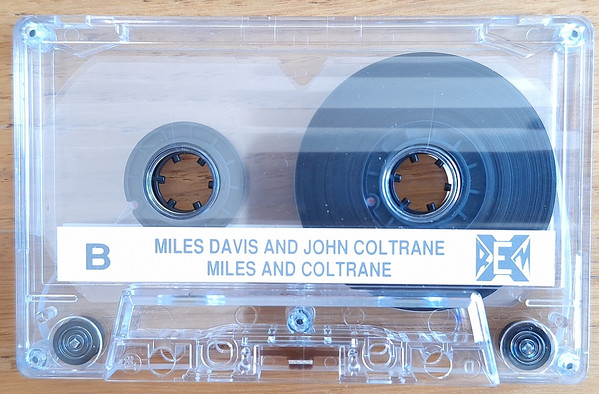 B
MILES DAVIS AND JOHN COLTRANE
MILES AND COLTRANE